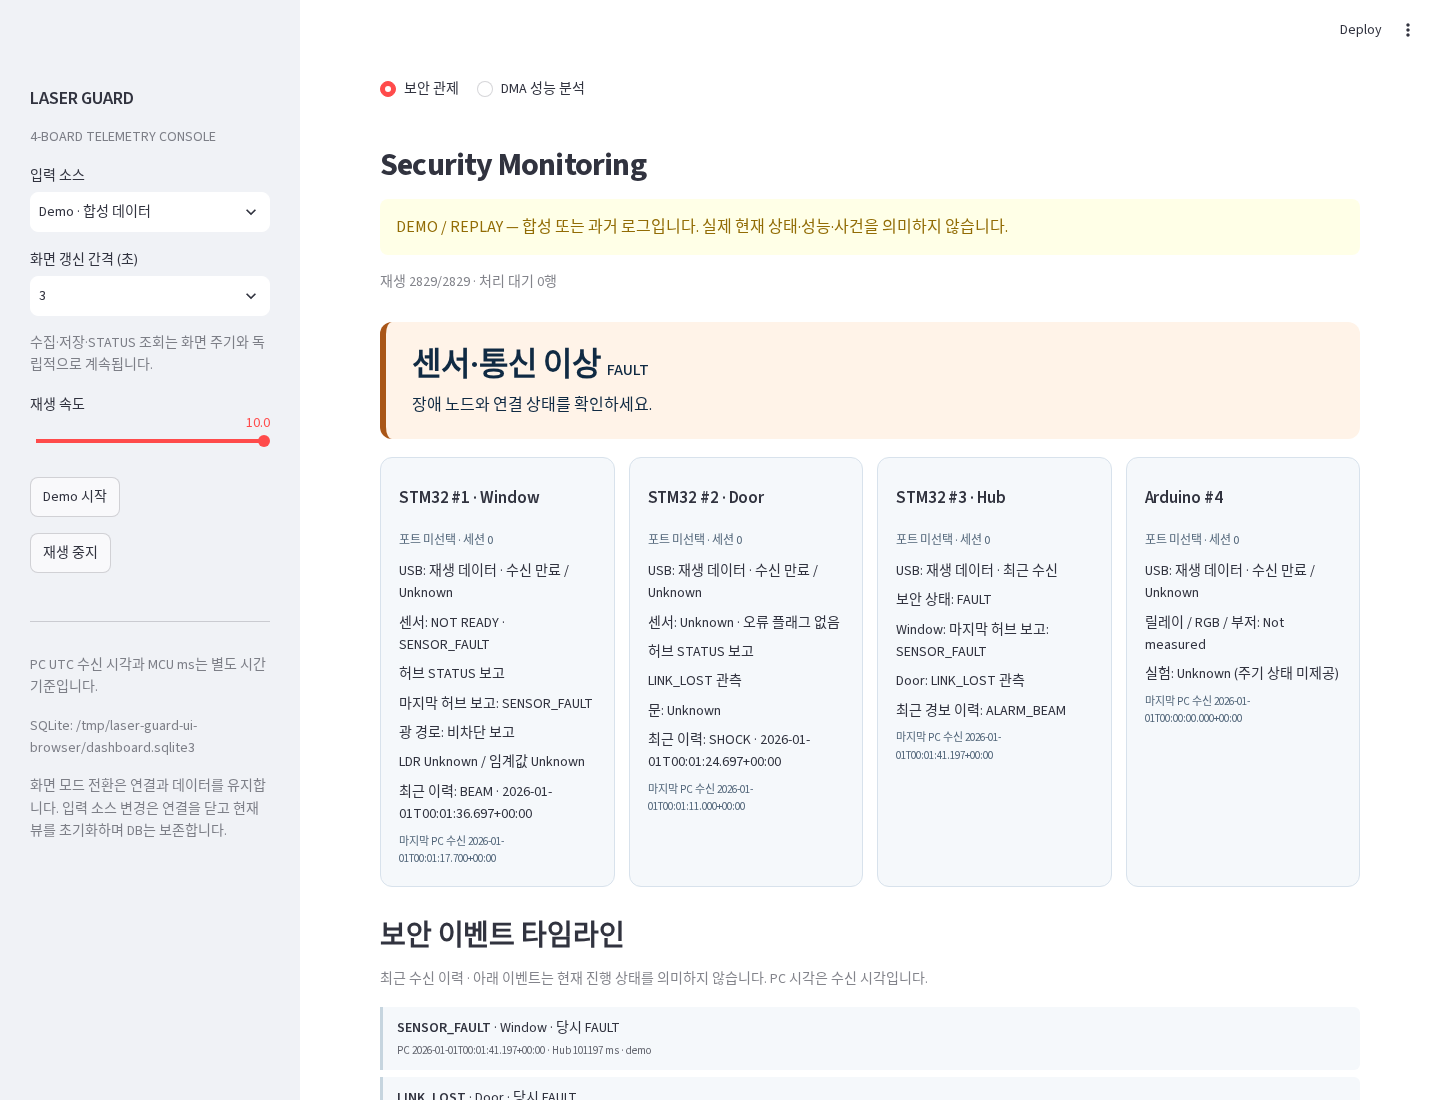 Deploy
LASER GUARD
4-BOARD TELEMETRY CONSOLE
입력 소스
Demo · 합성 데이터
화면 갱신 간격 (초)
3
수집·저장·STATUS 조회는 화면 주기와 독
립적으로 계속됩니다.
재생 속도
10.0
Demo 시작
재생 중지
PC UTC 수신 시각과 MCU ms는 별도 시간
기준입니다.
SQLite: /tmp/laser-guard-ui-
browser/dashboard.sqlite3
화면 모드 전환은 연결과 데이터를 유지합
니다. 입력 소스 변경은 연결을 닫고 현재
뷰를 초기화하며 DB는 보존합니다.
보안 관제
DMA 성능 분석
Security Monitoring
DEMO / REPLAY — 합성 또는 과거 로그입니다. 실제 현재 상태·성능·사건을 의미하지 않습니다.
재생 2829/2829 · 처리 대기 0행
센서·통신 이상 FAULT
장애 노드와 연결 상태를 확인하세요.
STM32 #1 · Window
포트 미선택 · 세션 0
USB: 재생 데이터 · 수신 만료 /
Unknown
센서: NOT READY ·
SENSOR_FAULT
허브 STATUS 보고
마지막 허브 보고: SENSOR_FAULT
광 경로: 비차단 보고
LDR Unknown / 임계값 Unknown
최근 이력: BEAM · 2026-01-
01T00:01:36.697+00:00
마지막 PC 수신 2026-01-
01T00:01:17.700+00:00
STM32 #2 · Door
포트 미선택 · 세션 0
USB: 재생 데이터 · 수신 만료 /
Unknown
센서: Unknown · 오류 플래그 없음
허브 STATUS 보고
LINK_LOST 관측
문: Unknown
최근 이력: SHOCK · 2026-01-
01T00:01:24.697+00:00
마지막 PC 수신 2026-01-
01T00:01:11.000+00:00
STM32 #3 · Hub
포트 미선택 · 세션 0
USB: 재생 데이터 · 최근 수신
보안 상태: FAULT
Window: 마지막 허브 보고:
SENSOR_FAULT
Door: LINK_LOST 관측
최근 경보 이력: ALARM_BEAM
마지막 PC 수신 2026-01-
01T00:01:41.197+00:00
Arduino #4
포트 미선택 · 세션 0
USB: 재생 데이터 · 수신 만료 /
Unknown
릴레이 / RGB / 부저: Not
measured
실험: Unknown (주기 상태 미제공)
마지막 PC 수신 2026-01-
01T00:00:00.000+00:00
보안 이벤트 타임라인
최근 수신 이력 · 아래 이벤트는 현재 진행 상태를 의미하지 않습니다. PC 시각은 수신 시각입니다.
SENSOR_FAULT · Window · 당시 FAULT
PC 2026-01-01T00:01:41.197+00:00 · Hub 101197 ms · demo
LINK_LOST · Door · 당시 FAULT